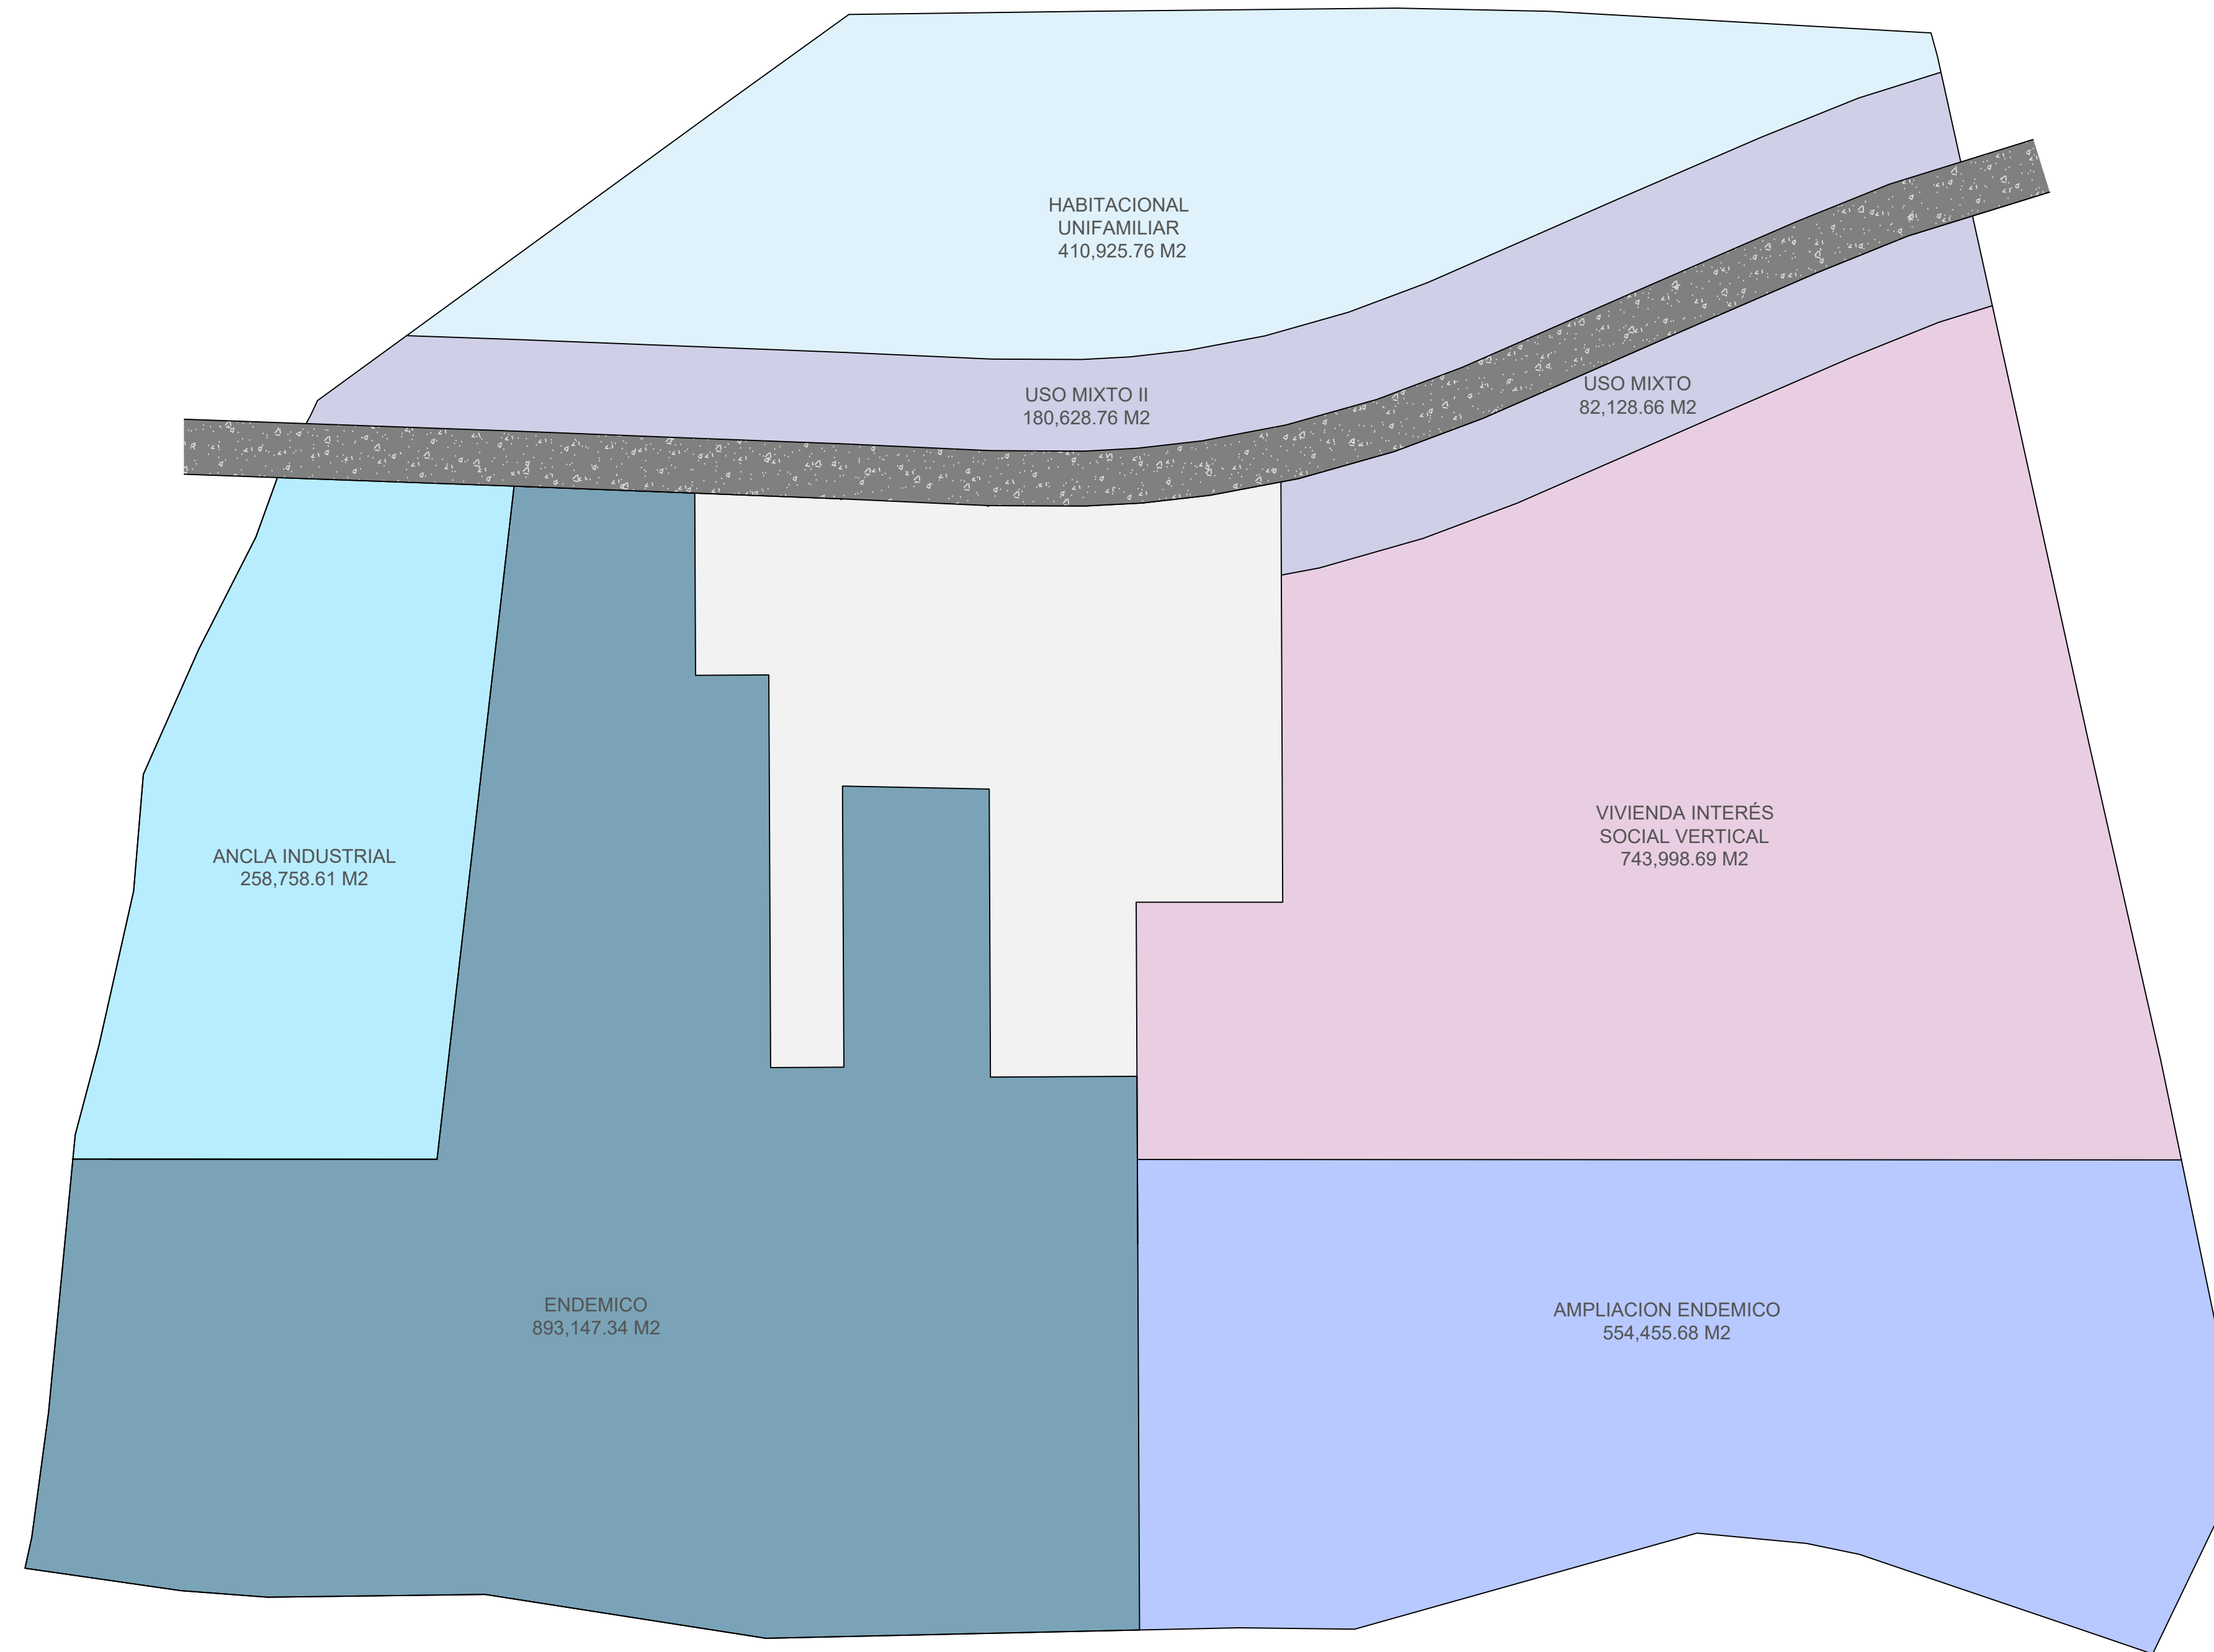 HABITACIONAL
UNIFAMILIAR
410,925.76 M2
USO MIXTO II
180,628.76 M2
USO MIXTO
82,128.66 M2
ANCLA INDUSTRIAL
258,758.61 M2
VIVIENDA INTERÉS
SOCIAL VERTICAL
743,998.69 M2
ENDEMICO
893,147.34 M2
AMPLIACION ENDEMICO
554,455.68 M2